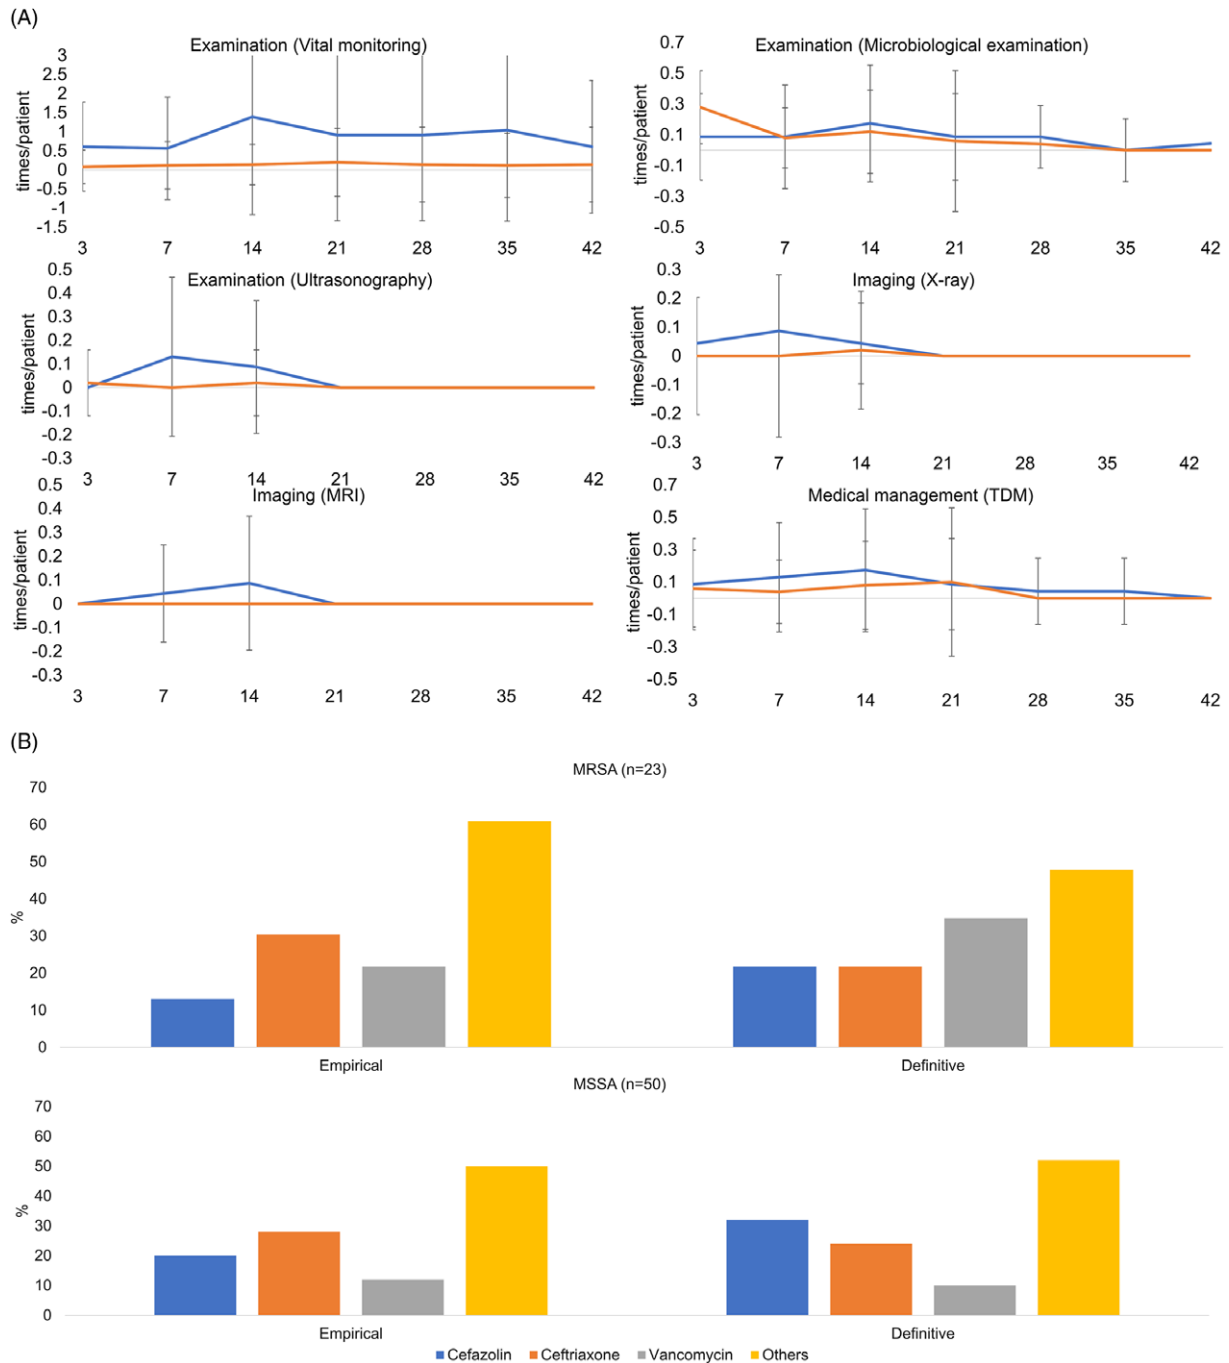 (A)
Examination (Vital monitoring)
times/patient
3
2.5
2
1.5
1
0.5
0
-0.5
-1
-1.5
3 7 14 21 28 35 42
Examination (Microbiological examination)
times/patient
0.7
0.5
0.3
0.1
-0.1
-0.3
-0.5
3 7 14 21 28 35 42
Examination (Ultrasonography)
times/patient
0.5
0.4
0.3
0.2
0.1
0
-0.1
-0.2
-0.3
3 7 14 21 28 35 42
Imaging (X-ray)
times/patient
0.3
0.2
0.1
0
-0.1
-0.2
-0.3
3 7 14 21 28 35 42
Imaging (MRI)
times/patient
0.5
0.4
0.3
0.2
0.1
0
-0.1
-0.2
-0.3
3 7 14 21 28 35 42
Medical management (TDM)
times/patient
0.7
0.5
0.3
0.1
-0.1
-0.3
-0.5
3 7 14 21 28 35 42
(B)
MRSA (n=23)
%
70
60
50
40
30
20
10
0
Empirical Definitive
MSSA (n=50)
%
70
60
50
40
30
20
10
0
Empirical Definitive
Cefazolin Ceftriaxone Vancomycin Others